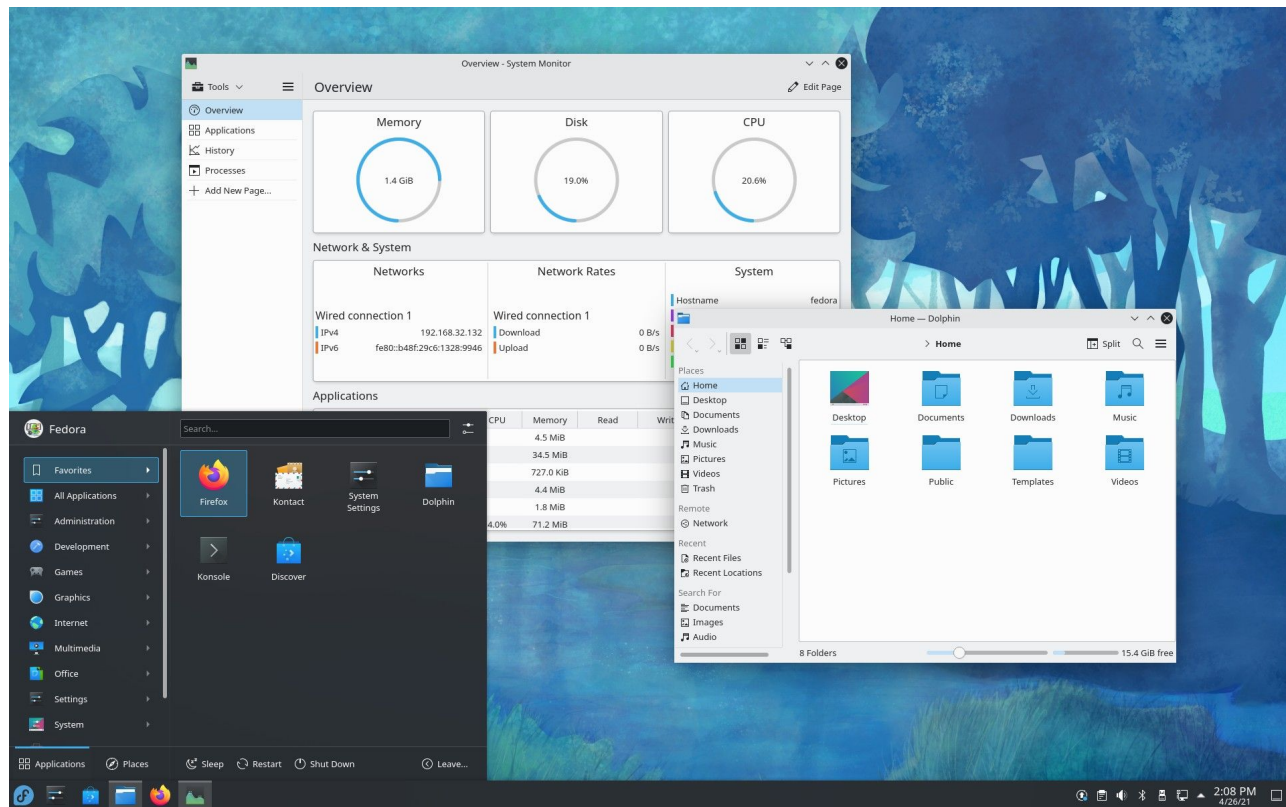 Overview - System Monitor
Tools
Overview
Edit Page
Overview
Applications
History
Processes
Add New Page...
Memory
1.4 GiB
Disk
19.0%
CPU
20.6%
Network & System
Networks
Wired connection 1
IPv4 192.168.32.132
IPv6 fe80::b48f:29c6:1328:9946
Network Rates
Wired connection 1
Download 0 B/s
Upload 0 B/s
System
Hostname fedora
Applications
CPU Memory Read Writ
4.5 MiB
34.5 MiB
727.0 KiB
4.4 MiB
1.8 MiB
4.0% 71.2 MiB
Home — Dolphin
> Home
Split
Places
Home
Desktop
Documents
Downloads
Music
Pictures
Videos
Trash
Remote
Network
Recent
Recent Files
Recent Locations
Search For
Documents
Images
Audio
Desktop
Documents
Downloads
Music
Pictures
Public
Templates
Videos
8 Folders
15.4 GiB free
Fedora
Search...
Favorites
All Applications
Administration
Development
Games
Graphics
Internet
Multimedia
Office
Settings
System
Firefox
Kontact
System
Settings
Dolphin
Konsole
Discover
Applications
Places
Sleep
Restart
Shut Down
Leave...
2:08 PM
4/26/21